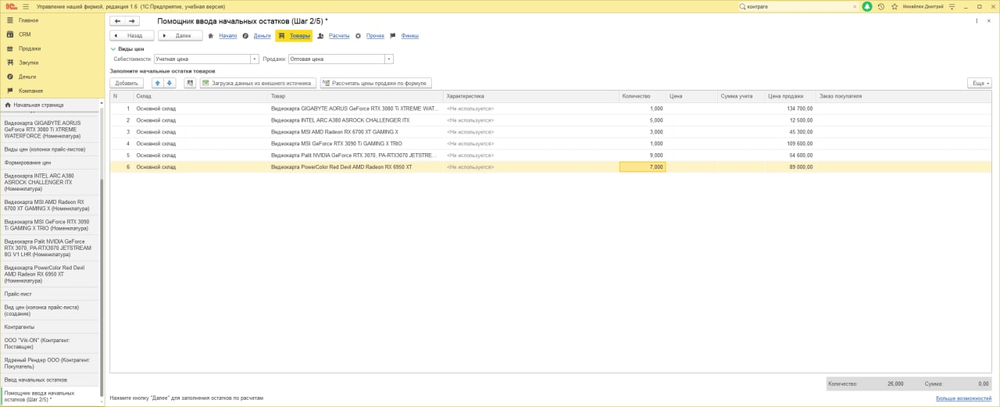 1С Управление нашей фирмой, редакция 1.6 (1С:Предприятие, учебная версия)
контраге
Михайлюк Дмитрий
Главное
CRM
Продажи
Закупки
Деньги
Компания
Начальная страница
Видеокарта GIGABYTE AORUS
GeForce RTX 3080 Ti XTREME
WATERFORCE (Номенклатура)
Виды цен (колонки прайс-листов)
Формирование цен
Видеокарта INTEL ARC A380
ASROCK CHALLENGER ITX
(Номенклатура)
Видеокарта MSI AMD Radeon RX
6700 XT GAMING X (Номенклатура)
Видеокарта MSI GeForce RTX 3090
Ti GAMING X TRIO (Номенклатура)
Видеокарта Palit NVIDIA GeForce
RTX 3070, PA-RTX3070 JETSTREAM
8G V1 LHR (Номенклатура)
Видеокарта PowerColor Red Devil
AMD Radeon RX 6950 XT
(Номенклатура)
Прайс-лист
Вид цен (колонка прайс-листа)
(создание)
Контрагенты
ООО "Vilt-ON" (Контрагент:
Поставщик)
Ядреный Рендер ООО (Контрагент:
Покупатель)
Ввод начальных остатков
Помощник ввода начальных
остатков (Шаг 2/5) *
Помощник ввода начальных остатков (Шаг 2/5) *
Назад Далее Начало Деньги Товары Расчеты Прочее Финиш
Виды цен
Себестоимости: Учетная цена Продажи: Оптовая цена
Заполните начальные остатки товаров
Добавить Загрузка данных из внешнего источника Рассчитать цены продажи по формуле Еще
N Склад Товар Характеристика Количество Цена Сумма учета Цена продажи Заказ покупателя
1 Основной склад Видеокарта GIGABYTE AORUS GeForce RTX 3080 Ti XTREME WAT... <Не используется> 1,000 134 700,00
2 Основной склад Видеокарта INTEL ARC A380 ASROCK CHALLENGER ITX <Не используется> 5,000 12 500,00
3 Основной склад Видеокарта MSI AMD Radeon RX 6700 XT GAMING X <Не используется> 3,000 45 300,00
4 Основной склад Видеокарта MSI GeForce RTX 3090 Ti GAMING X TRIO <Не используется> 1,000 109 600,00
5 Основной склад Видеокарта Palit NVIDIA GeForce RTX 3070, PA-RTX3070 JETSTRE... <Не используется> 9,000 54 600,00
6 Основной склад Видеокарта PowerColor Red Devil AMD Radeon RX 6950 XT <Не используется> 7,000 89 000,00
Количество: 26,000 Сумма: 0,00
Нажмите кнопку "Далее" для заполнения остатков по расчетам
Больше возможностей